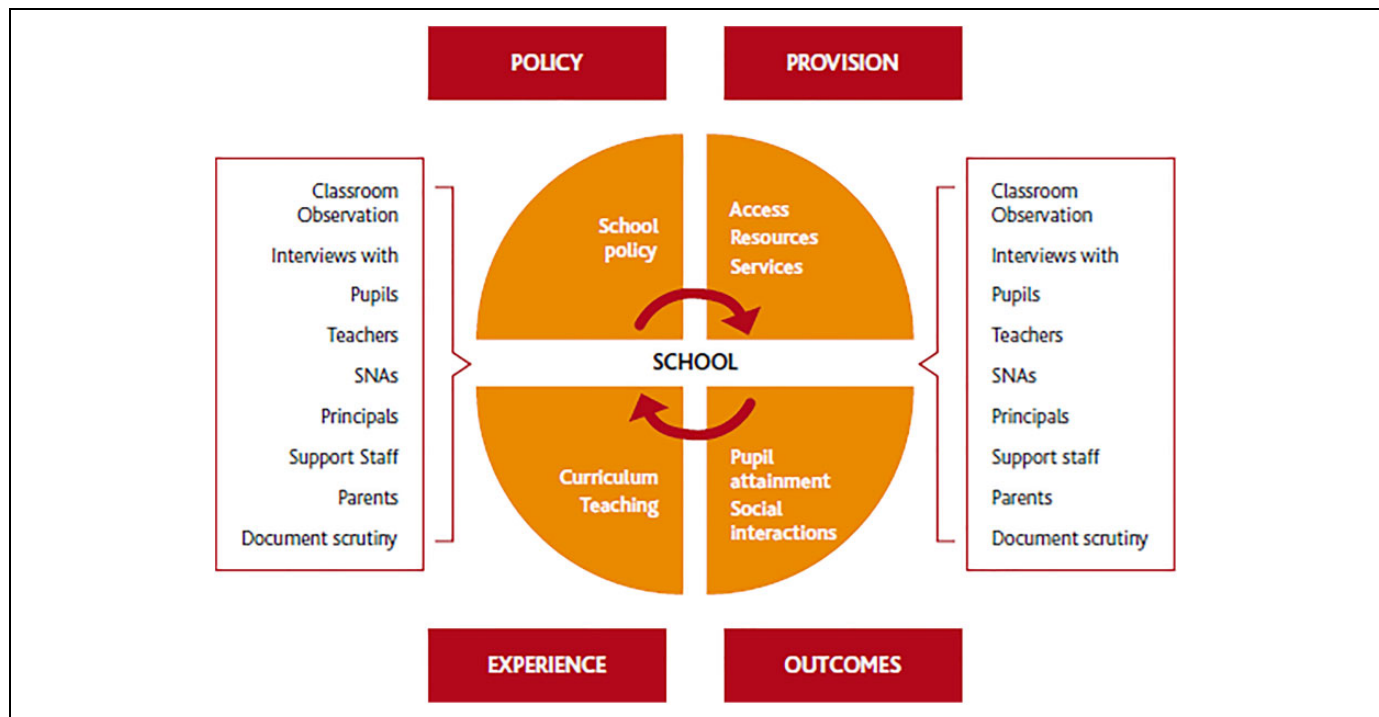 POLICY
PROVISION
Classroom
Observation
Interviews with
Pupils
Teachers
SNAs
Principals
Support Staff
Parents
Document scrutiny
School
policy
Access
Resources
Services
SCHOOL
Curriculum
Teaching
Pupil
attainment
Social
interactions
Classroom
Observation
Interviews with
Pupils
Teachers
SNAs
Principals
Support staff
Parents
Document scrutiny
EXPERIENCE
OUTCOMES